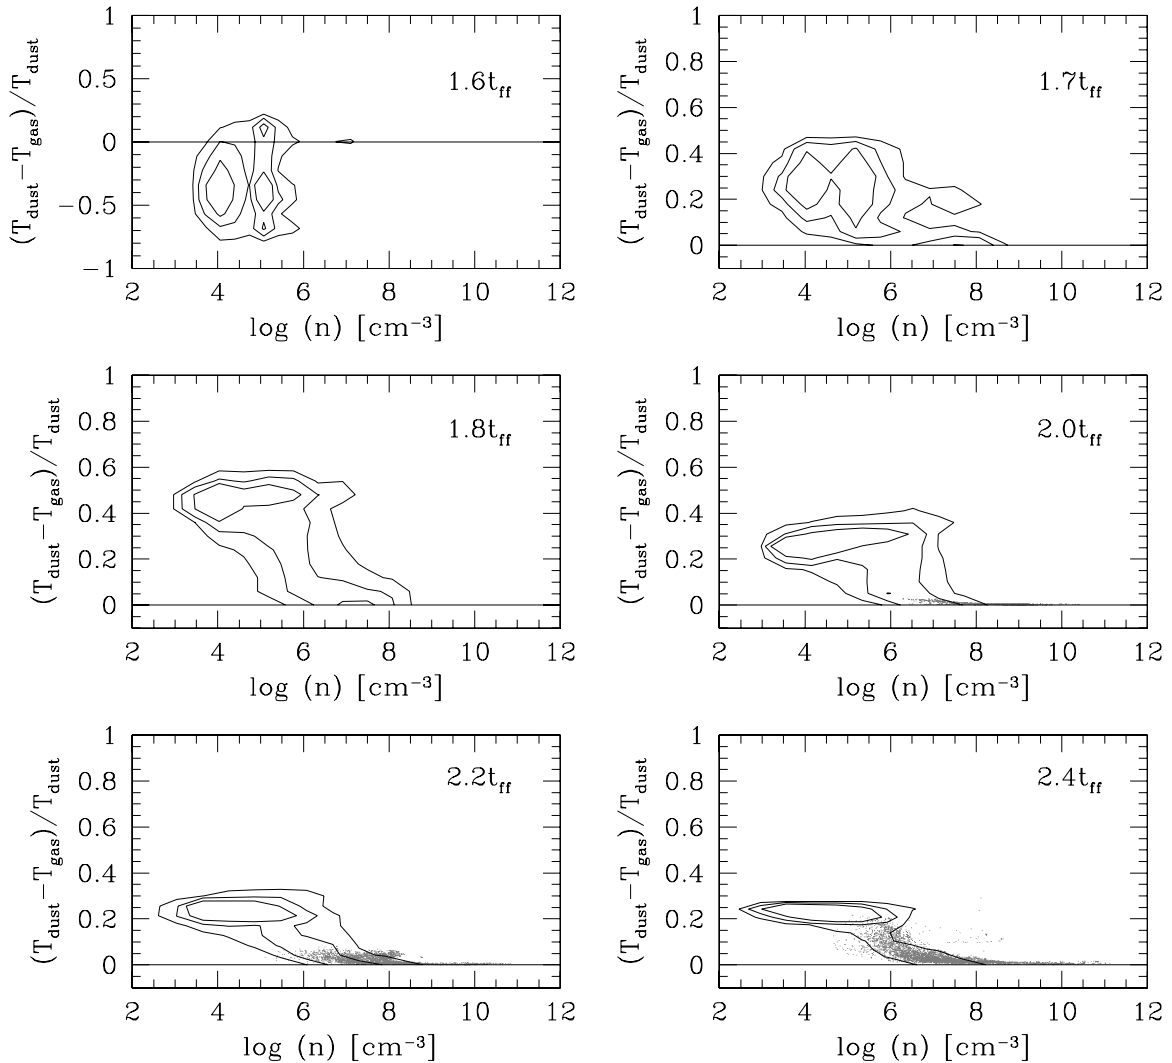 1
0.5
0
−0.5
−1
(T_dust−T_gas)/T_dust
1.6t_ff
2 4 6 8 10 12
log (n) [cm⁻³]
1
0.8
0.6
0.4
0.2
0
(T_dust−T_gas)/T_dust
1.7t_ff
2 4 6 8 10 12
log (n) [cm⁻³]
1
0.8
0.6
0.4
0.2
0
(T_dust−T_gas)/T_dust
1.8t_ff
2 4 6 8 10 12
log (n) [cm⁻³]
1
0.8
0.6
0.4
0.2
0
(T_dust−T_gas)/T_dust
2.0t_ff
2 4 6 8 10 12
log (n) [cm⁻³]
1
0.8
0.6
0.4
0.2
0
(T_dust−T_gas)/T_dust
2.2t_ff
2 4 6 8 10 12
log (n) [cm⁻³]
1
0.8
0.6
0.4
0.2
0
(T_dust−T_gas)/T_dust
2.4t_ff
2 4 6 8 10 12
log (n) [cm⁻³]